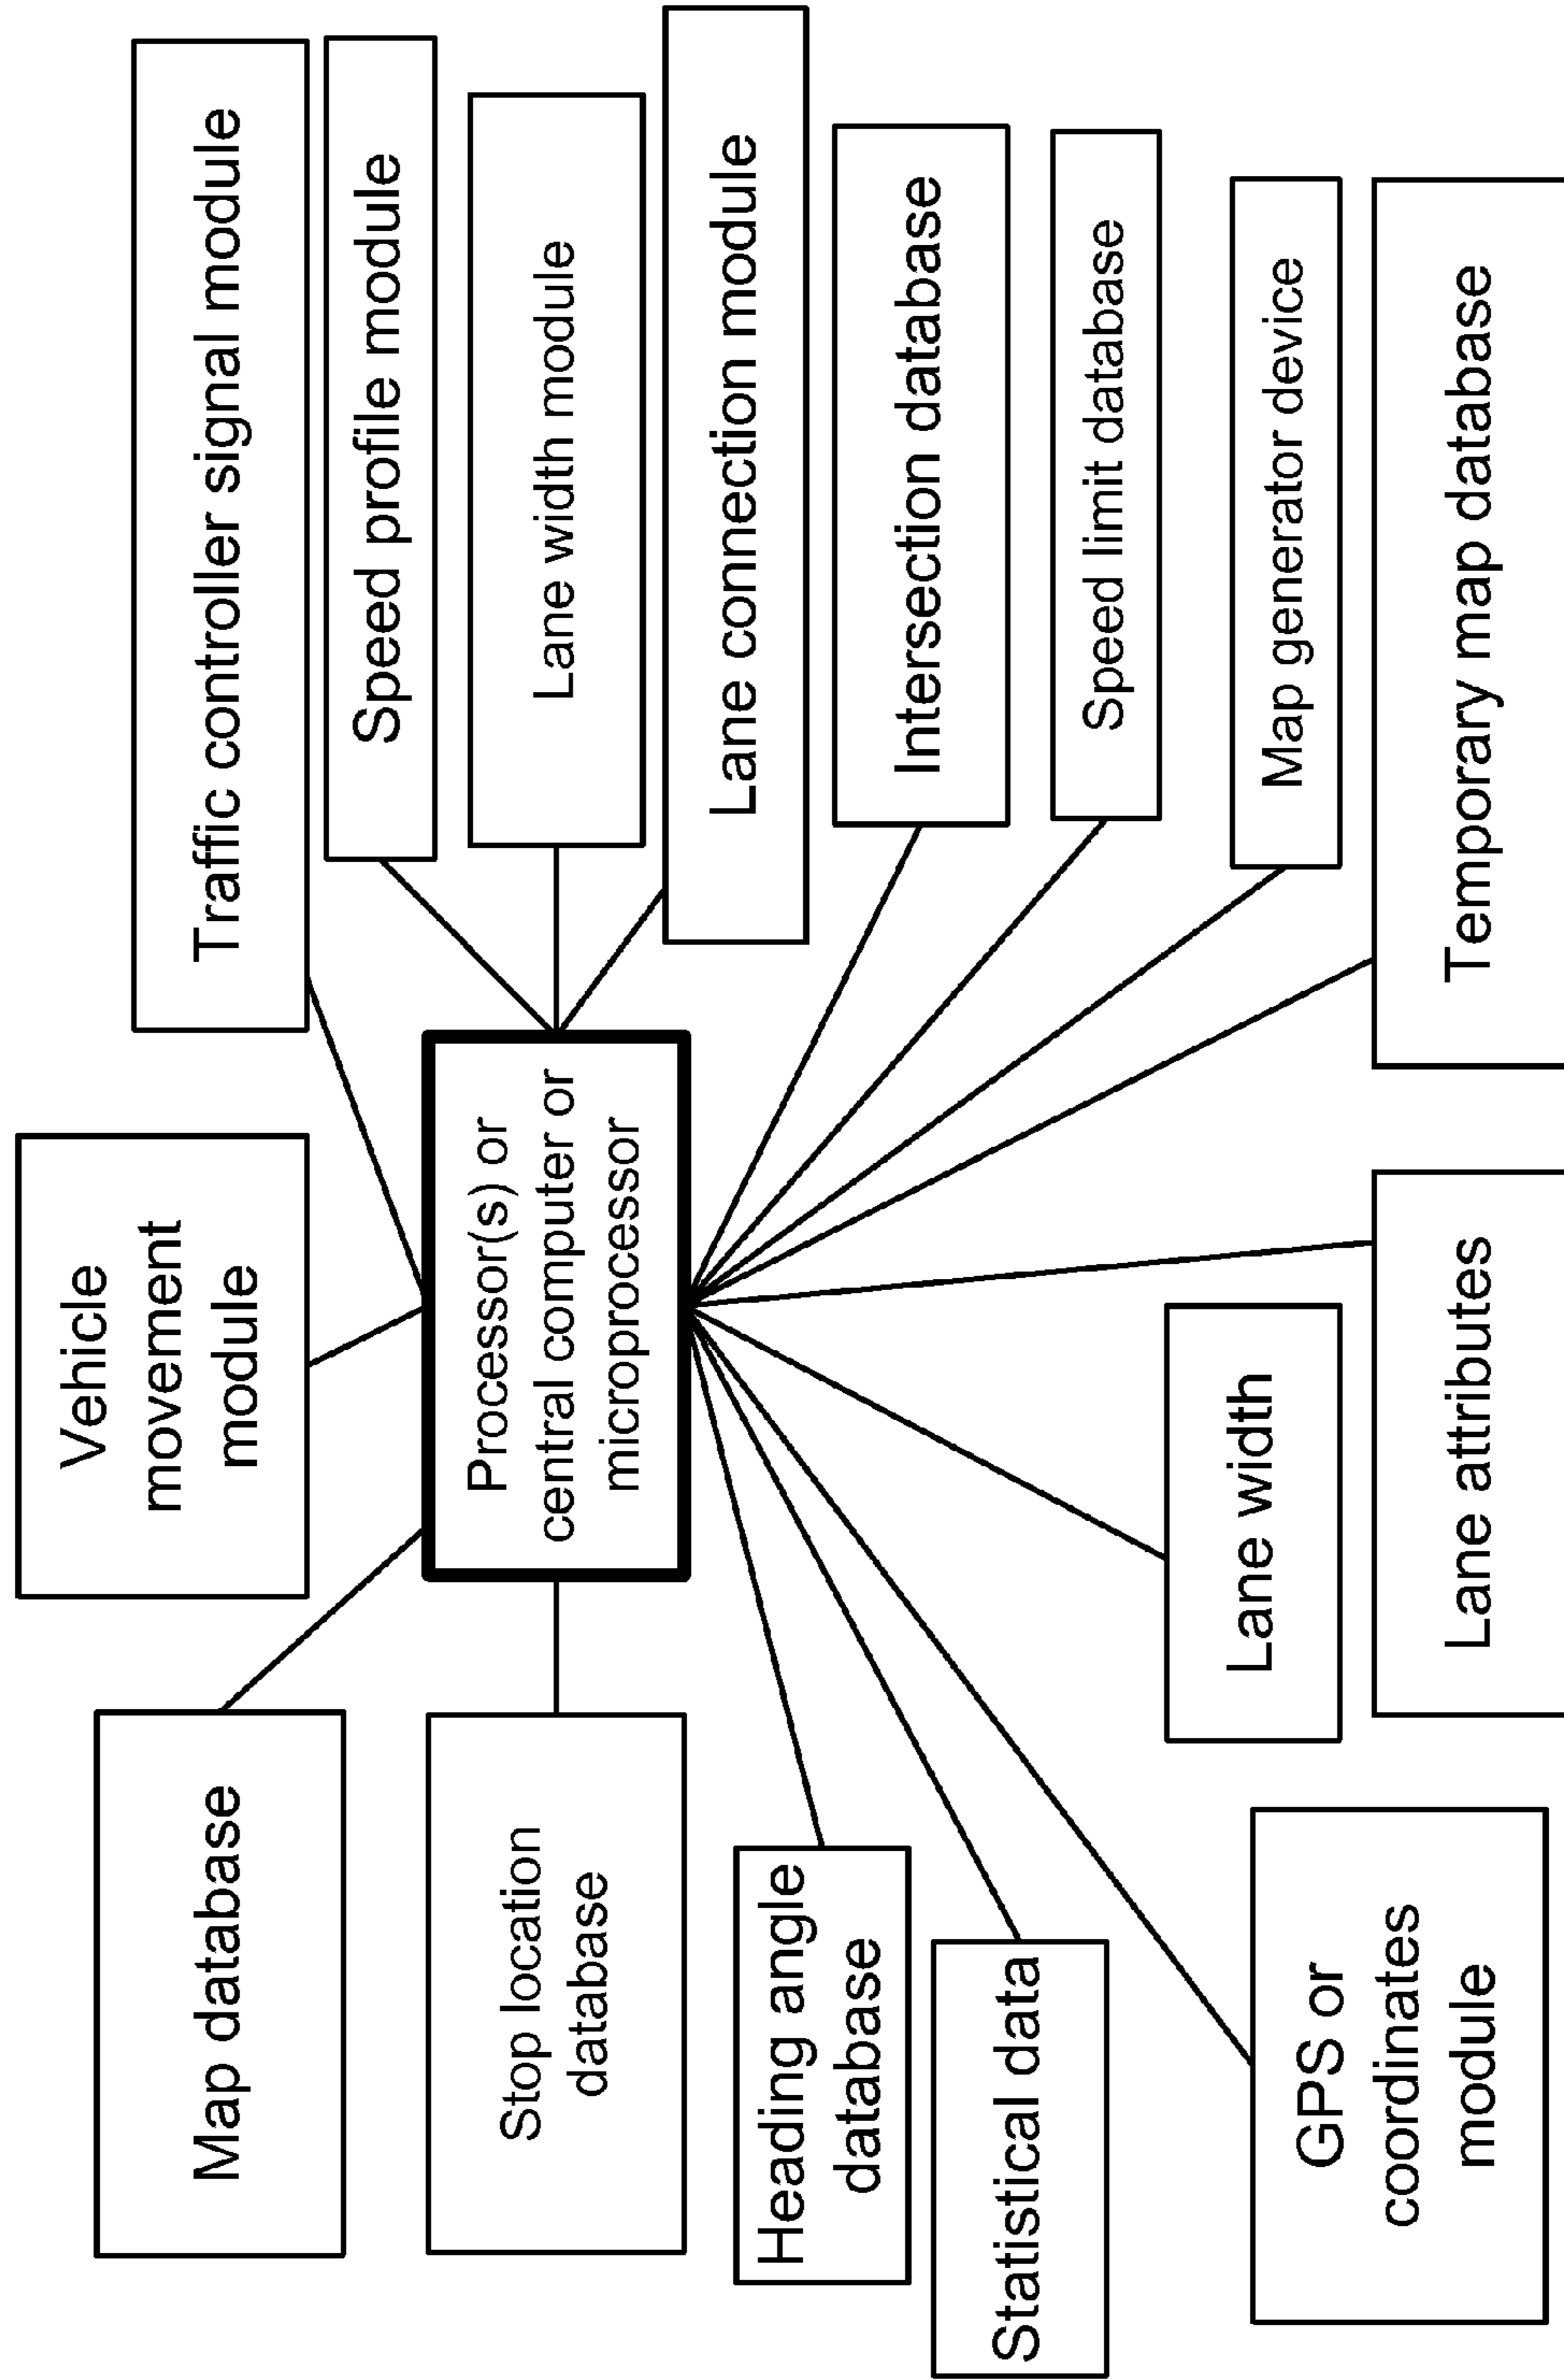 Vehicle
movement
module
Traffic controller signal module
Map database
Speed profile module
Processor(s) or
central computer or
microprocessor
Stop location
database
Lane width module
Lane connection module
Heading angle
database
Intersection database
Statistical data
Speed limit database
Lane width
Map generator device
GPS or
coordinates
module
Lane attributes
Temporary map database